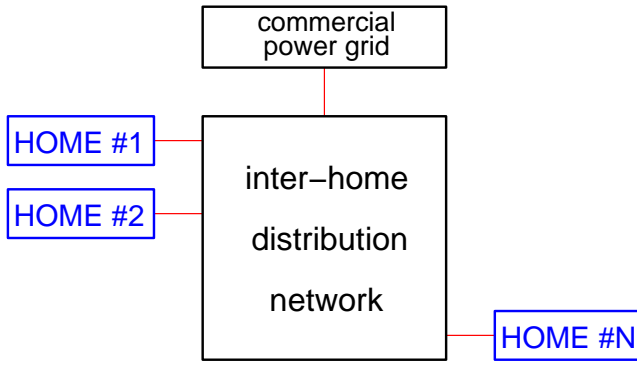 commercial
power grid
HOME #1
inter−home
HOME #2
distribution
network
HOME #N